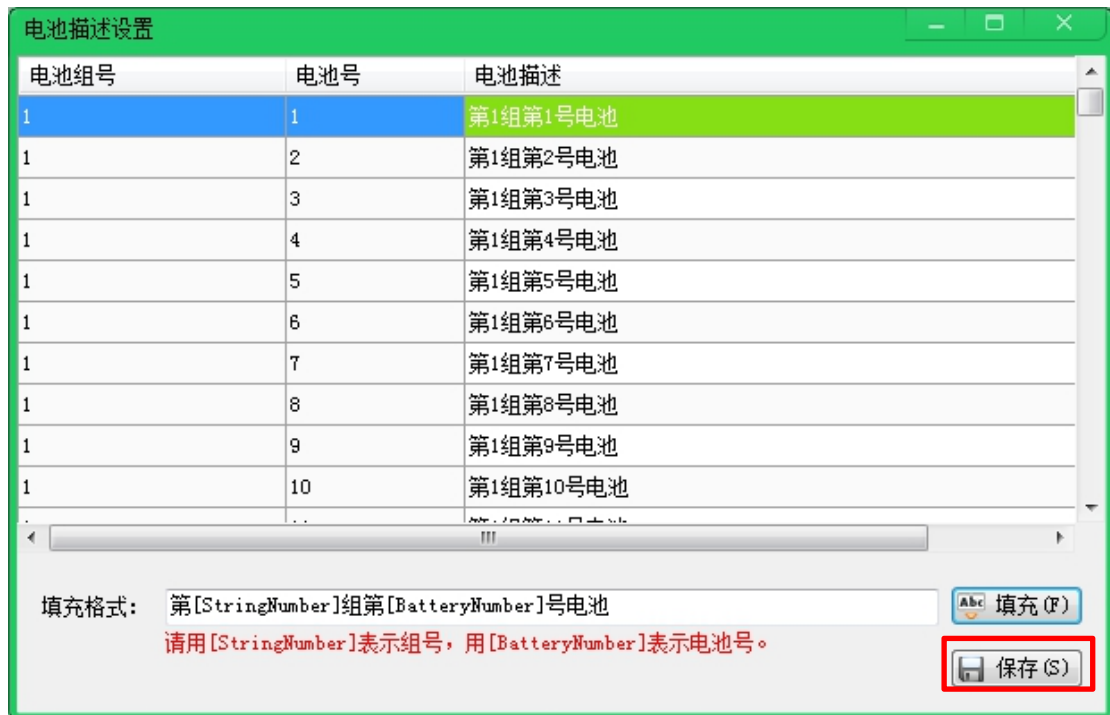 电池描述设置
电池组号 电池号 电池描述
1 1 第1组第1号电池
1 2 第1组第2号电池
1 3 第1组第3号电池
1 4 第1组第4号电池
1 5 第1组第5号电池
1 6 第1组第6号电池
1 7 第1组第7号电池
1 8 第1组第8号电池
1 9 第1组第9号电池
1 10 第1组第10号电池
填充格式: 第[StringNumber]组第[BatteryNumber]号电池 Abc 填充(F)
请用[StringNumber]表示组号，用[BatteryNumber]表示电池号。
保存(S)